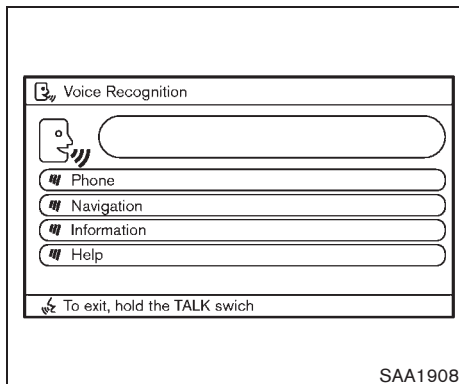 Voice Recognition
Phone
Navigation
Information
Help
To exit, hold the TALK swich
SAA1908